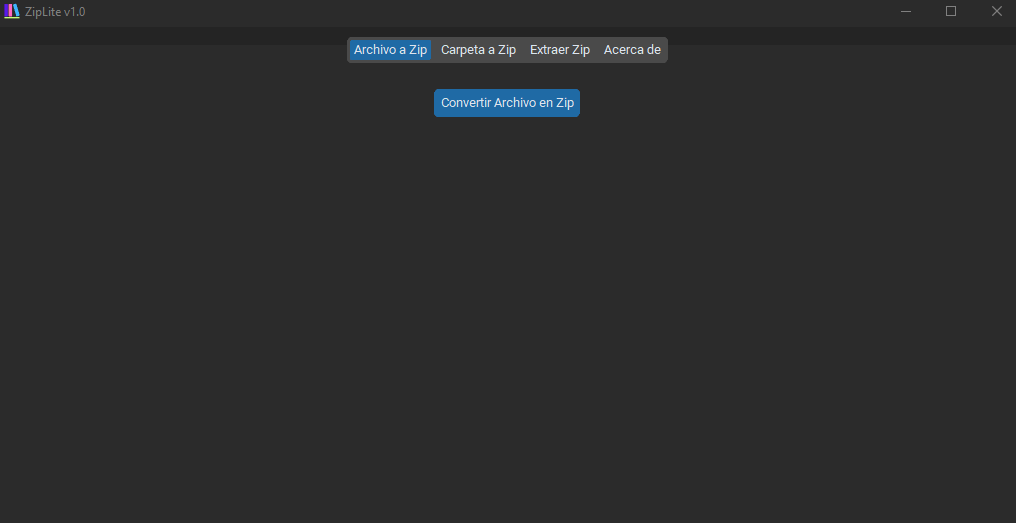 ZipLite v1.0
Archivo a Zip Carpeta a Zip Extraer Zip Acerca de
Convertir Archivo en Zip